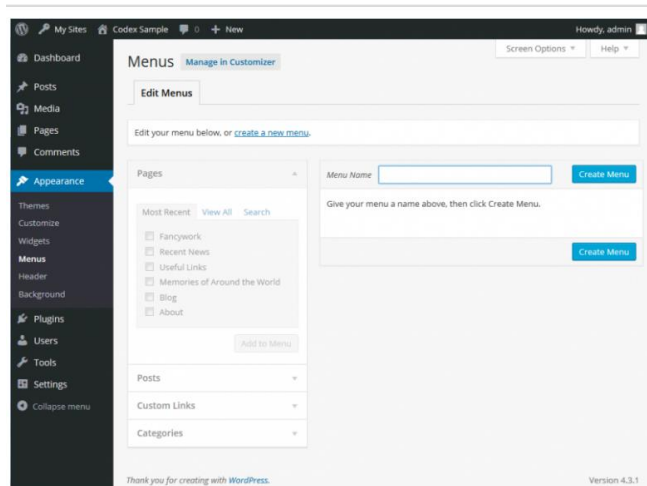 My Sites Codex Sample 0 + New Howdy, admin
Screen Options Help
Dashboard
Posts
Media
Pages
Comments
Appearance
Themes
Customize
Widgets
Menus
Header
Background
Plugins
Users
Tools
Settings
Collapse menu
Menus Manage in Customizer
Edit Menus
Edit your menu below, or create a new menu.
Pages
Most Recent View All Search
Fancywork
Recent News
Useful Links
Memories of Around the World
Blog
About
Add to Menu
Posts
Custom Links
Categories
Menu Name Create Menu
Give your menu a name above, then click Create Menu.
Create Menu
Thank you for creating with WordPress. Version 4.3.1